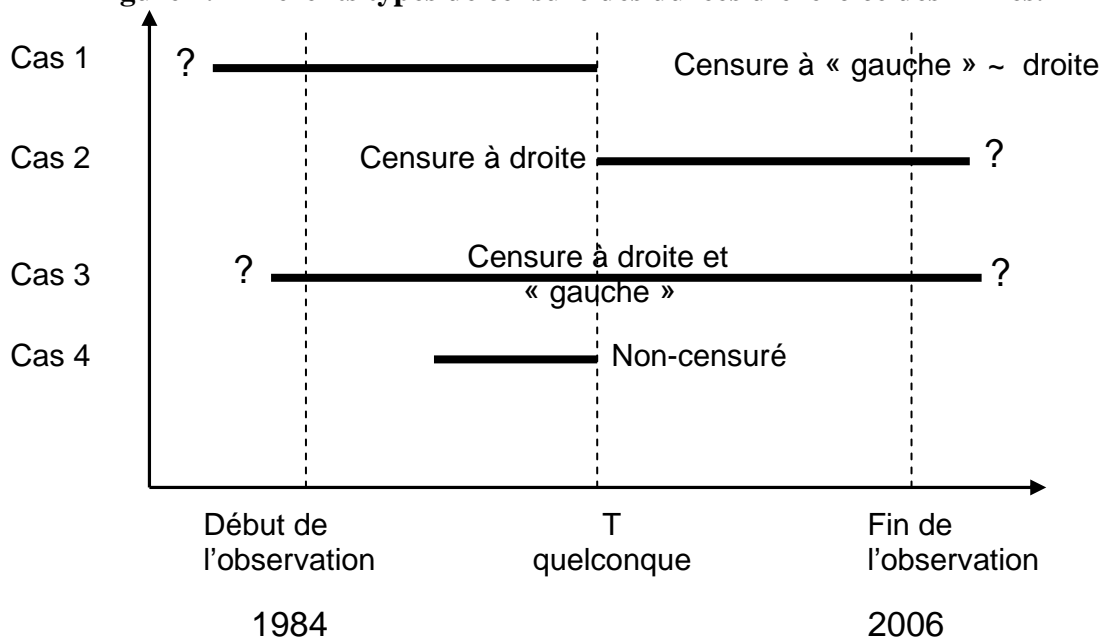 Cas 1
?
Censure à « gauche » ~ droite
Cas 2
Censure à droite
?
Cas 3
?
Censure à droite et
« gauche »
?
Cas 4
Non-censuré
Début de
l'observation
T
quelconque
Fin de
l'observation
1984
2006